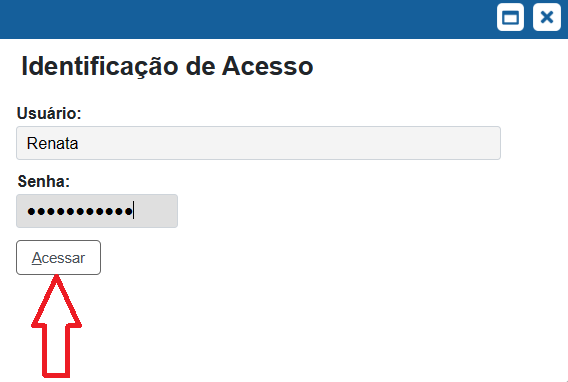 Identificação de Acesso
Usuário:
Renata
Senha:
●●●●●●●●●●●
Acessar